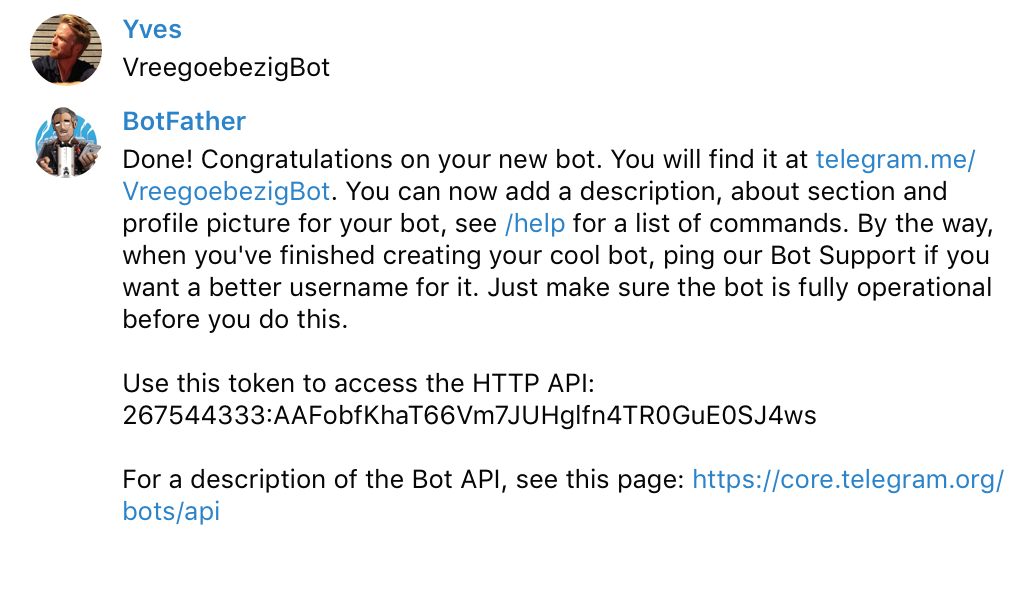 Yves
VreegoebezigBot
BotFather
Done! Congratulations on your new bot. You will find it at telegram.me/
VreegoebezigBot. You can now add a description, about section and
profile picture for your bot, see /help for a list of commands. By the way,
when you've finished creating your cool bot, ping our Bot Support if you
want a better username for it. Just make sure the bot is fully operational
before you do this.
Use this token to access the HTTP API:
267544333:AAFobfKhaT66Vm7JUHglfn4TR0GuE0SJ4ws
For a description of the Bot API, see this page: https://core.telegram.org/
bots/api